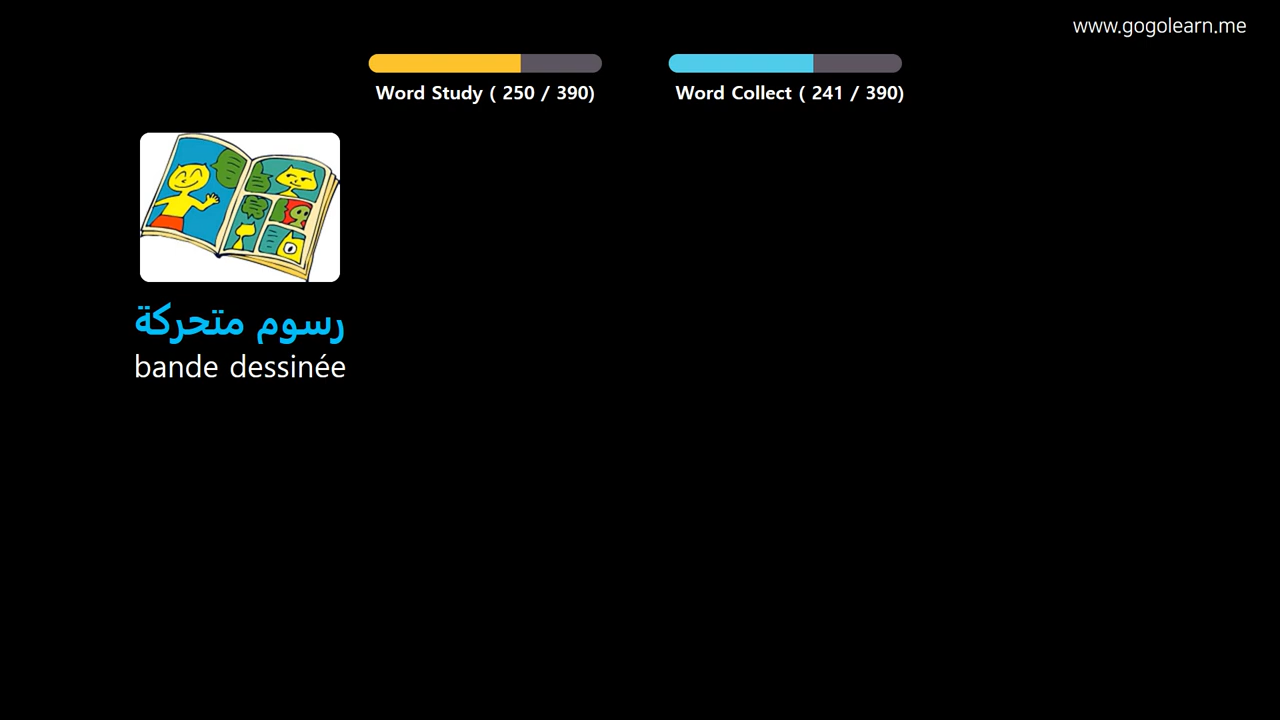 www.gogolearn.me
Word Study ( 250 / 390)
Word Collect ( 241 / 390)
رسوم متحركة
bande dessinée